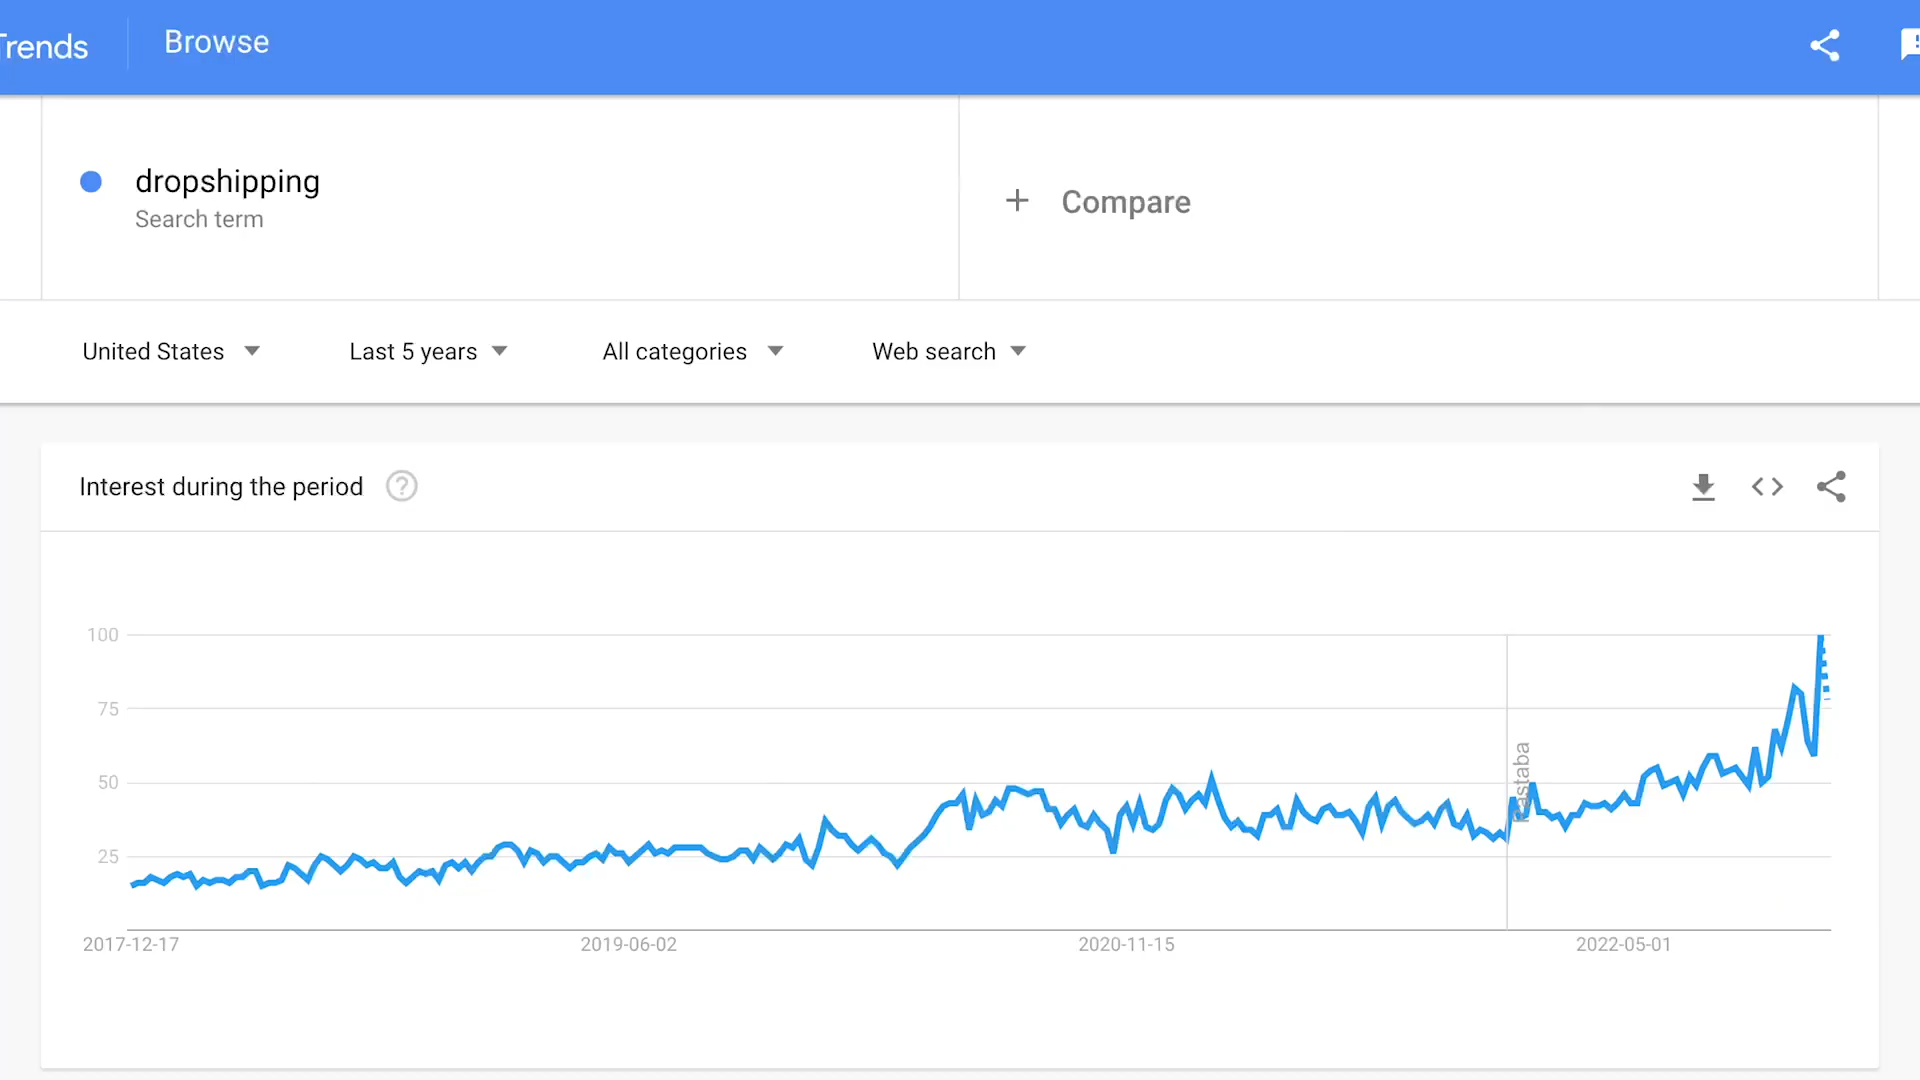 Trends
Browse
dropshipping
Search term
+ Compare
United States
Last 5 years
All categories
Web search
Interest during the period
100
75
50
25
2017-12-17
2019-06-02
2020-11-15
2022-05-01